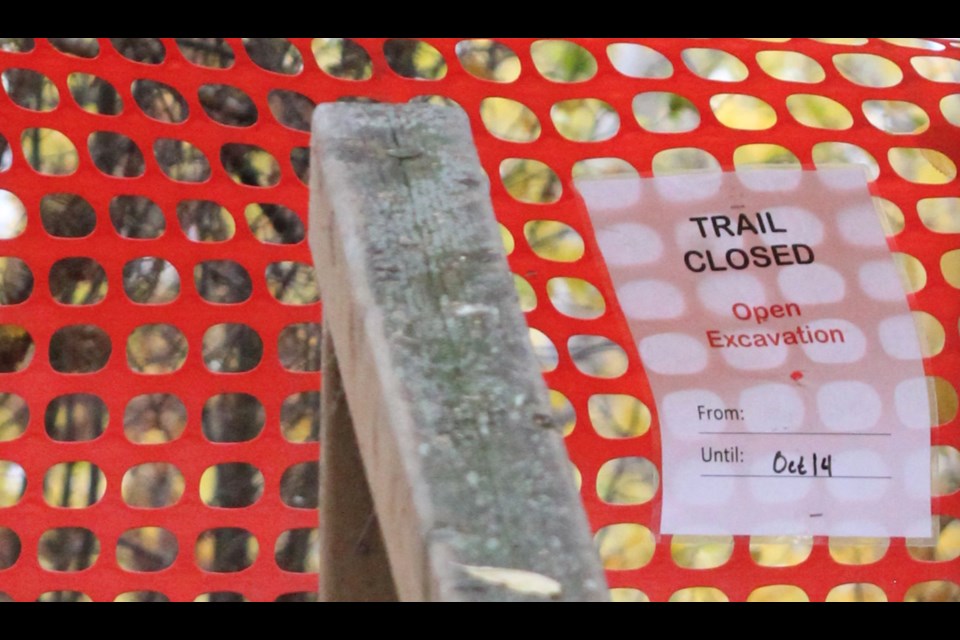 TRAIL
CLOSED
Open
Excavation
From:
Until: Oct 14